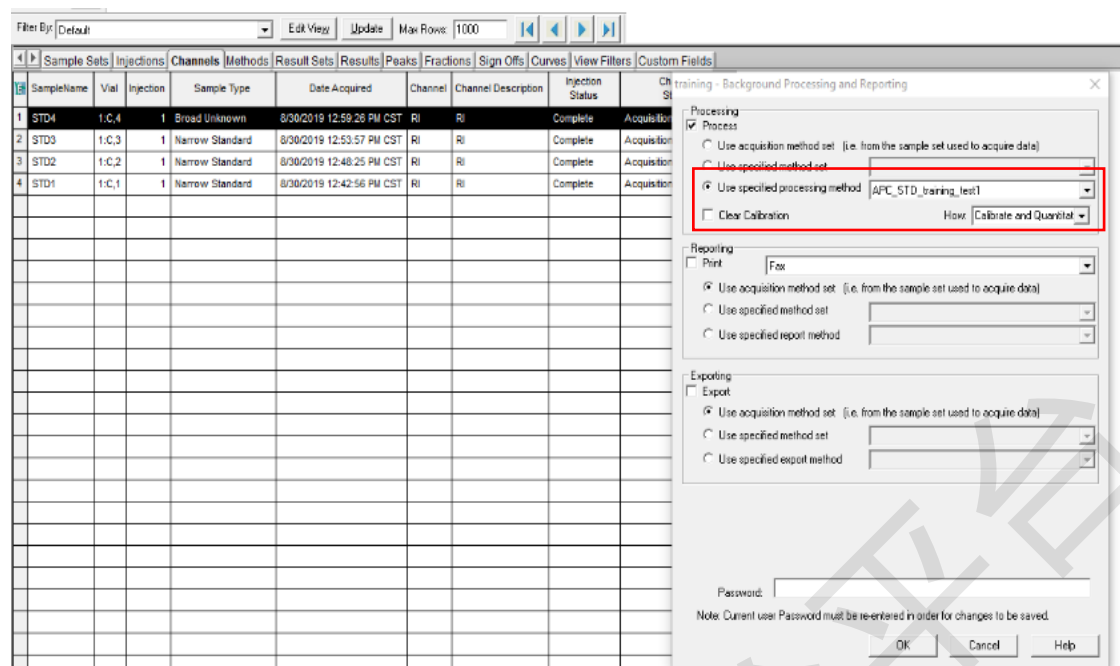 Filter By: Default Edit View Update Max Rows: 1000
Sample Sets Injections Channels Methods Result Sets Results Peaks Fractions Sign Offs Curves View Filters Custom Fields
SampleName Vial Injection Sample Type Date Acquired Channel Channel Description Injection Status
1 STD4 1:C,4 1 Broad Unknown 8/30/2019 12:59:26 PM CST RI RI Complete Acquisition
2 STD3 1:C,3 1 Narrow Standard 8/30/2019 12:53:57 PM CST RI RI Complete Acquisition
3 STD2 1:C,2 1 Narrow Standard 8/30/2019 12:48:25 PM CST RI RI Complete Acquisition
4 STD1 1:C,1 1 Narrow Standard 8/30/2019 12:42:56 PM CST RI RI Complete Acquisition
training - Background Processing and Reporting
Processing
Process
Use acquisition method set (i.e. from the sample set used to acquire data)
Use specified method set
Use specified processing method APC_STD_training_test1
Clear Calibration How: Calibrate and Quantitat
Reporting
Print Fax
Use acquisition method set (i.e. from the sample set used to acquire data)
Use specified method set
Use specified report method
Exporting
Export
Use acquisition method set (i.e. from the sample set used to acquire data)
Use specified method set
Use specified export method
Password:
Note: Current user Password must be re-entered in order for changes to be saved.
OK Cancel Help
平台